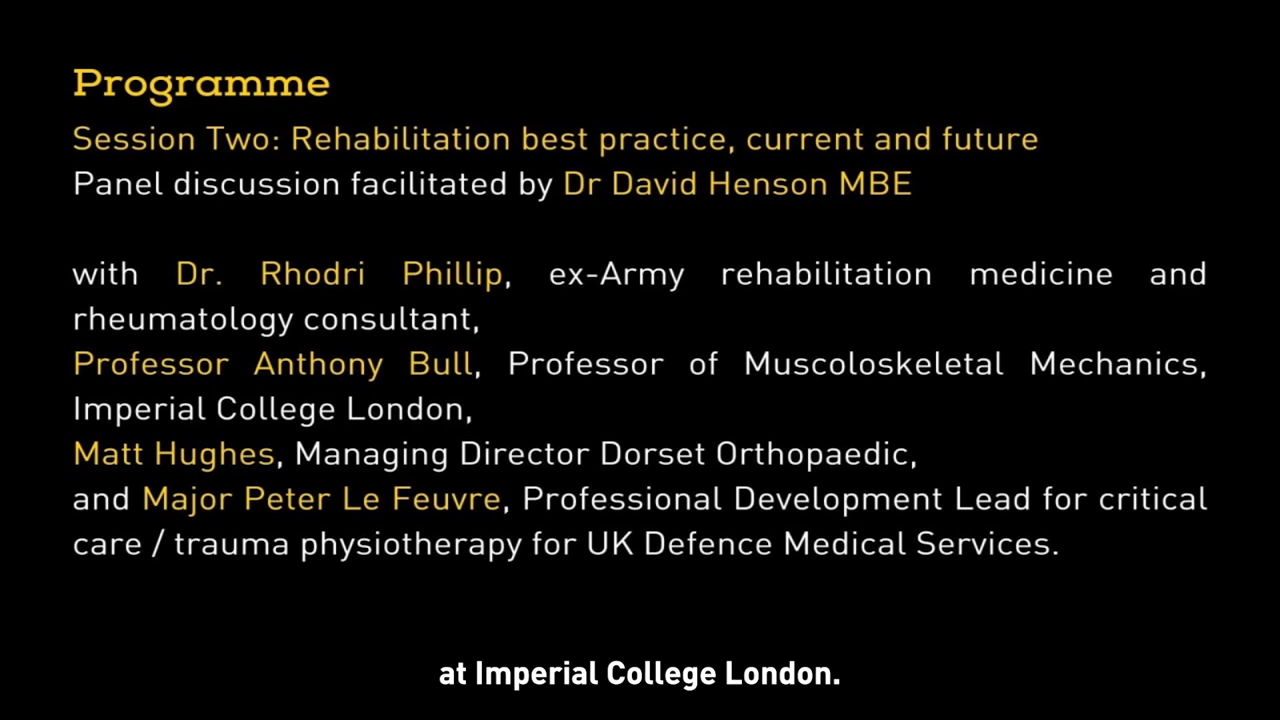 Programme
Session Two: Rehabilitation best practice, current and future
Panel discussion facilitated by Dr David Henson MBE
with Dr. Rhodri Phillip, ex-Army rehabilitation medicine and
rheumatology consultant,
Professor Anthony Bull, Professor of Muscoloskeletal Mechanics,
Imperial College London,
Matt Hughes, Managing Director Dorset Orthopaedic,
and Major Peter Le Feuvre, Professional Development Lead for critical
care / trauma physiotherapy for UK Defence Medical Services.
at Imperial College London.